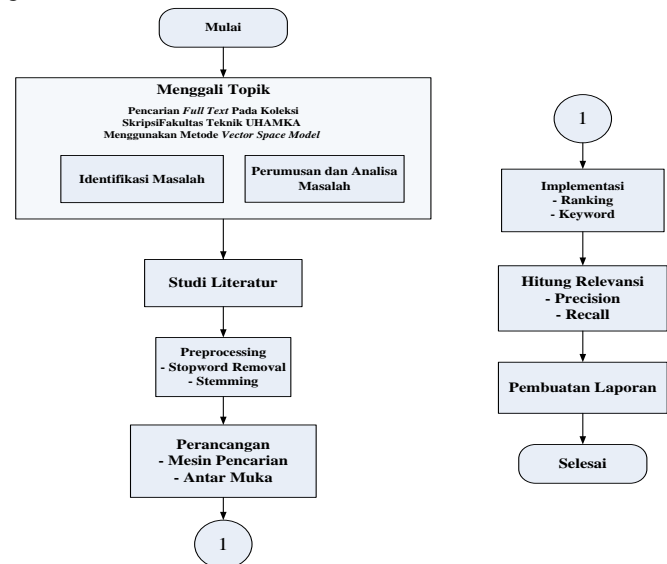 Mulai
Menggali Topik
Pencarian Full Text Pada Koleksi
SkripsiFakultas Teknik UHAMKA
Menggunakan Metode Vector Space Model
Identifikasi Masalah
Perumusan dan Analisa
Masalah
Studi Literatur
Preprocessing
- Stopword Removal
- Stemming
Perancangan
- Mesin Pencarian
- Antar Muka
1
1
Implementasi
- Ranking
- Keyword
Hitung Relevansi
- Precision
- Recall
Pembuatan Laporan
Selesai